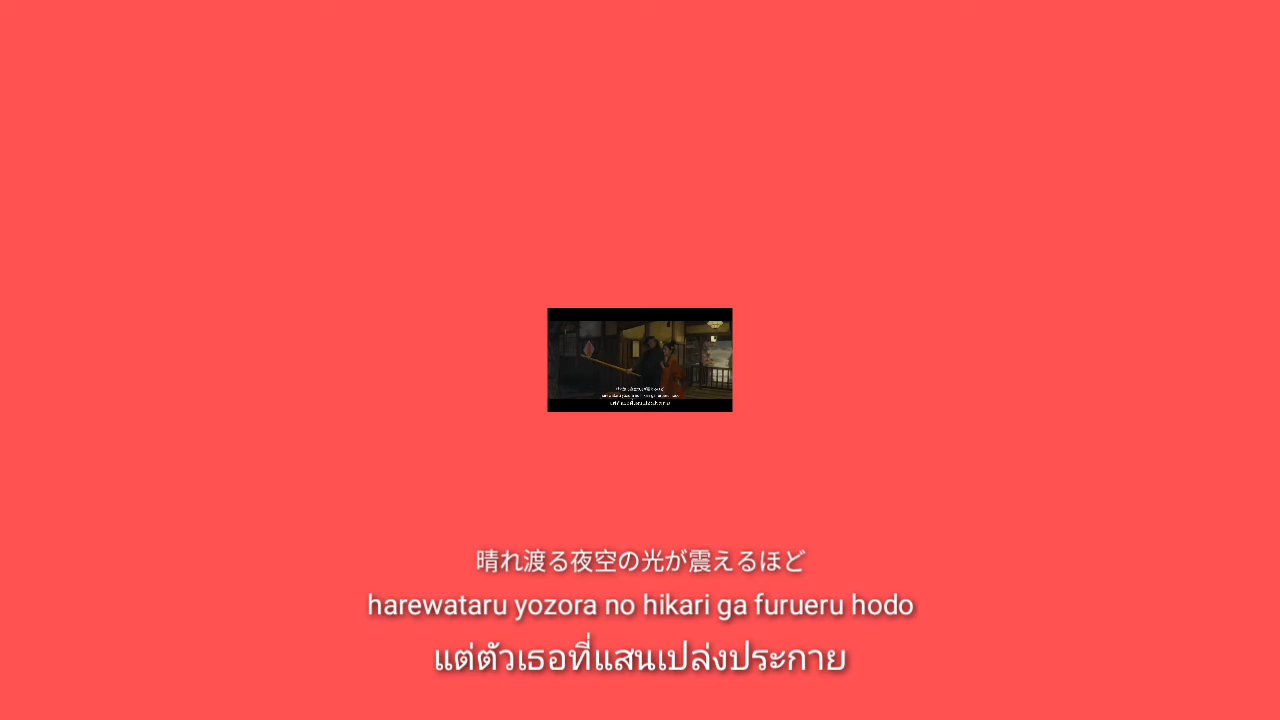 晴れ渡る夜空の光が震えるほど
harewataru yozora no hikari ga furueru hodo
แต่ตัวเธอที่แสนเปล่งประกาย